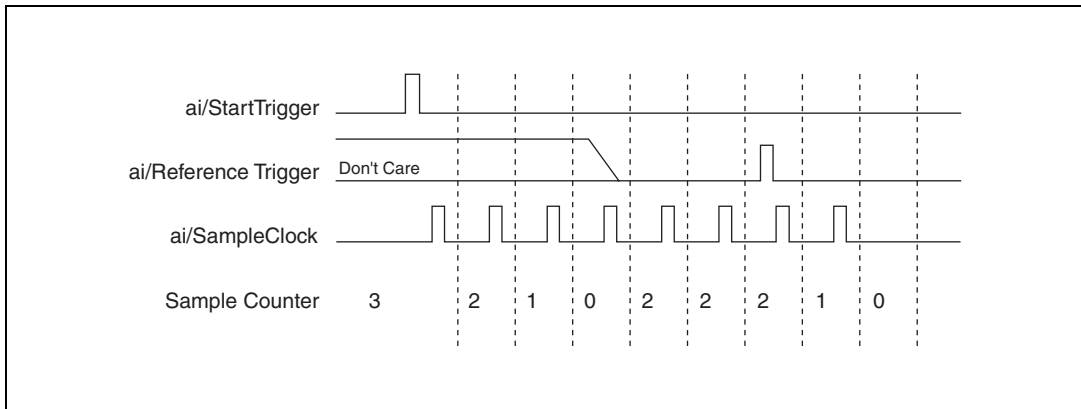 ai/StartTrigger
ai/Reference Trigger Don't Care
ai/SampleClock
Sample Counter 3 2 1 0 2 2 2 1 0